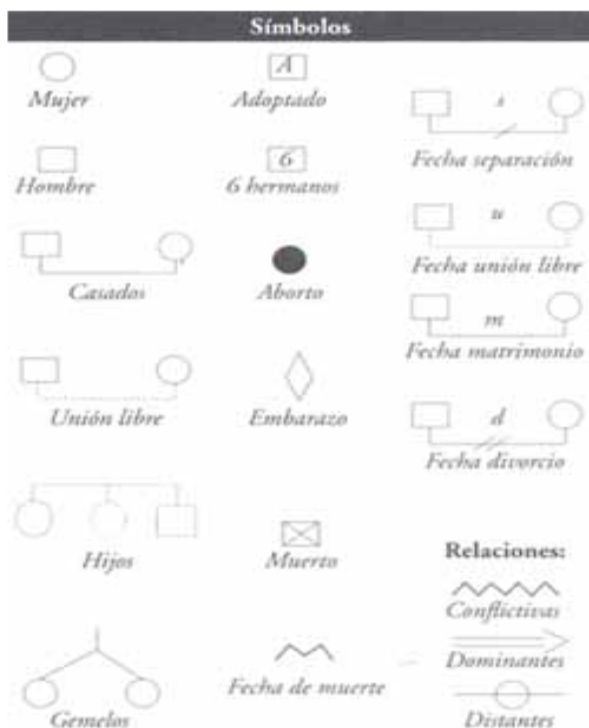 Símbolos
Mujer
A
Adoptado
s
Fecha separación
Hombre
6
6 hermanos
u
Fecha unión libre
Casados
Aborto
m
Fecha matrimonio
Unión libre
Embarazo
d
Fecha divorcio
Hijos
Muerto
Relaciones:
Conflictivas
Fecha de muerte
Dominantes
Gemelos
Distantes